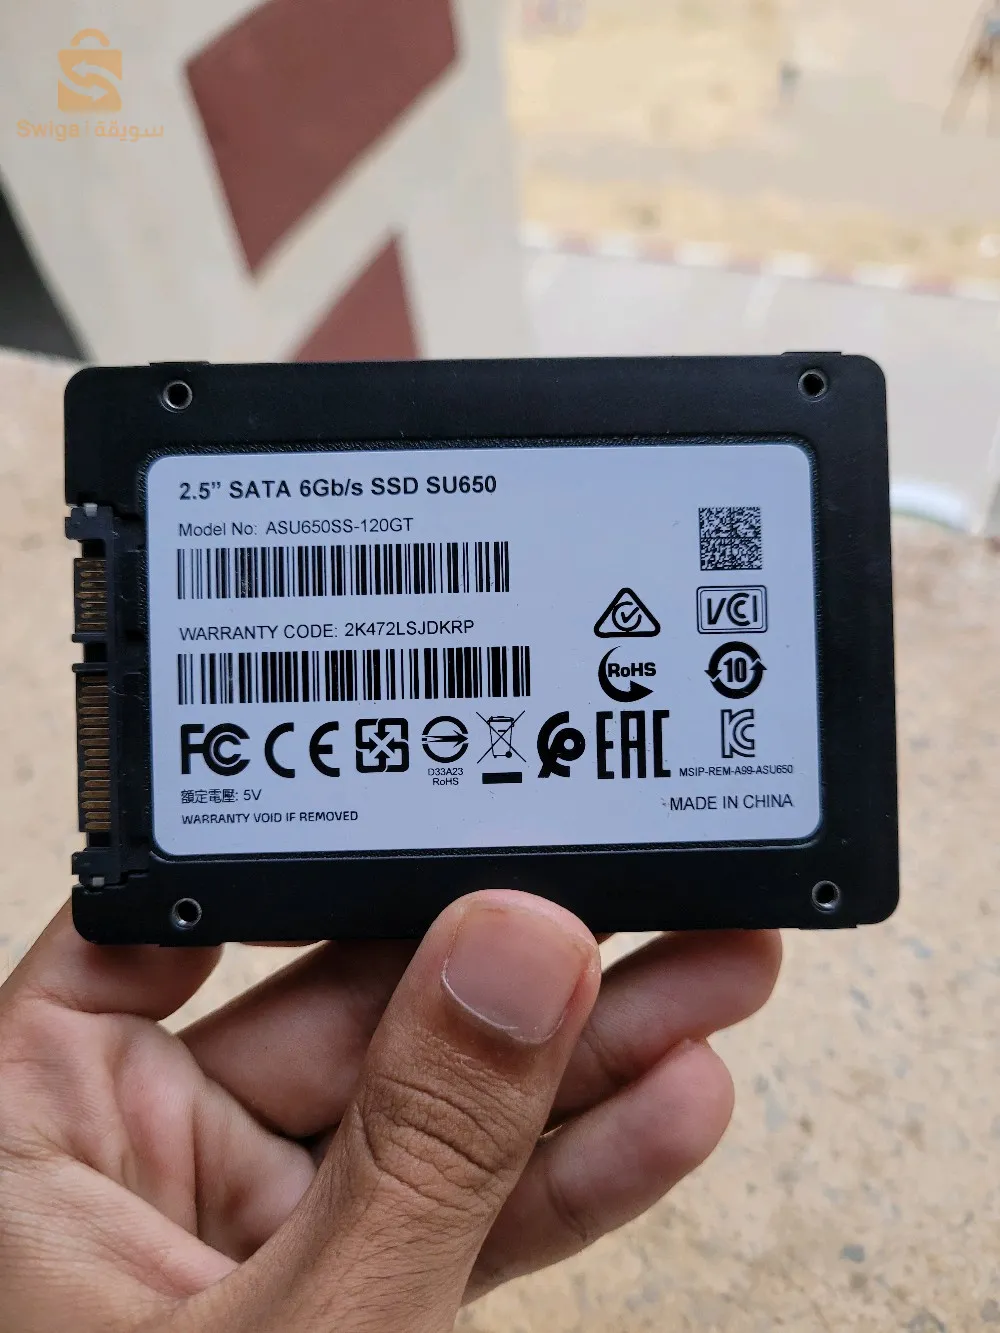 Swiga سويقة
2.5” SATA 6Gb/s SSD SU650
Model No: ASU650SS-120GT
WARRANTY CODE: 2K472LSJDKRP
VCI
RoHS
10
FC CE
D33A23
RoHS
EAC
MSIP-REM-A99-ASU650
額定電壓: 5V
WARRANTY VOID IF REMOVED
MADE IN CHINA